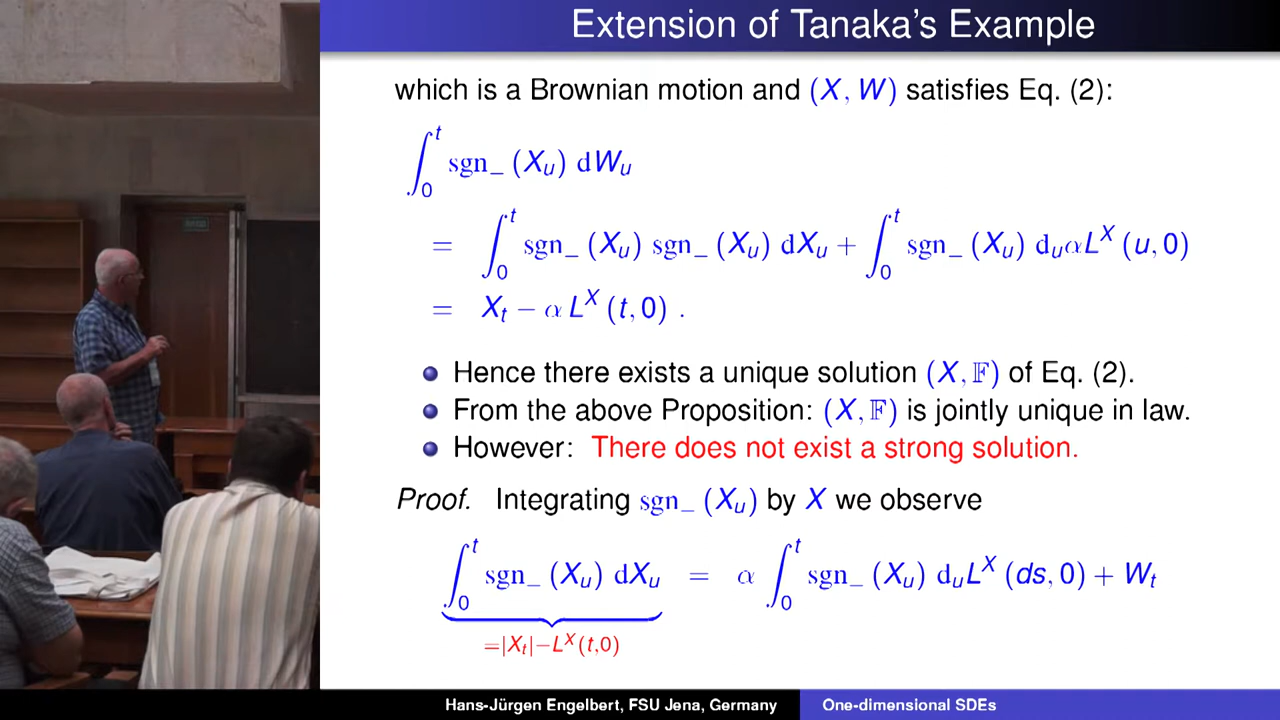 Extension of Tanaka's Example
which is a Brownian motion and (X, W) satisfies Eq. (2):
∫₀ᵗ sgn₋ (Xᵤ) dWᵤ
= ∫₀ᵗ sgn₋ (Xᵤ) sgn₋ (Xᵤ) dXᵤ + ∫₀ᵗ sgn₋ (Xᵤ) dᵤαLˣ (u, 0)
= Xₜ − α Lˣ (t, 0) .
Hence there exists a unique solution (X, 𝔽) of Eq. (2).
From the above Proposition: (X, 𝔽) is jointly unique in law.
However: There does not exist a strong solution.
Proof. Integrating sgn₋ (Xᵤ) by X we observe
∫₀ᵗ sgn₋ (Xᵤ) dXᵤ = α ∫₀ᵗ sgn₋ (Xᵤ) dᵤLˣ (ds, 0) + Wₜ
=|Xₜ|−Lˣ(t,0)
Hans-Jürgen Engelbert, FSU Jena, Germany One-dimensional SDEs